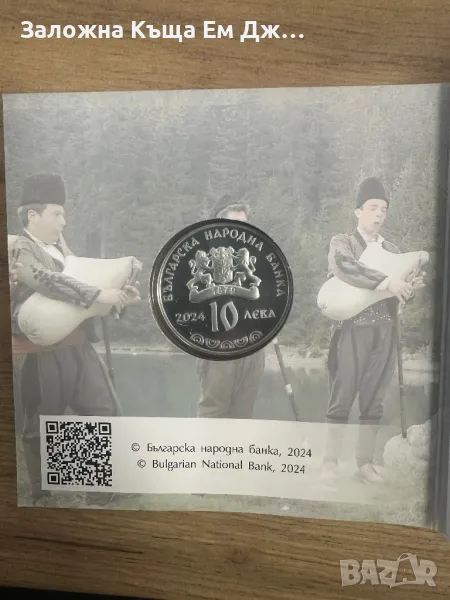 Заложна Къща Ем Дж...
БЪЛГАРСКА НАРОДНА БАНКА
1879
2024 10 ЛЕВА
© Българска народна банка, 2024
© Bulgarian National Bank, 2024
BAZAR